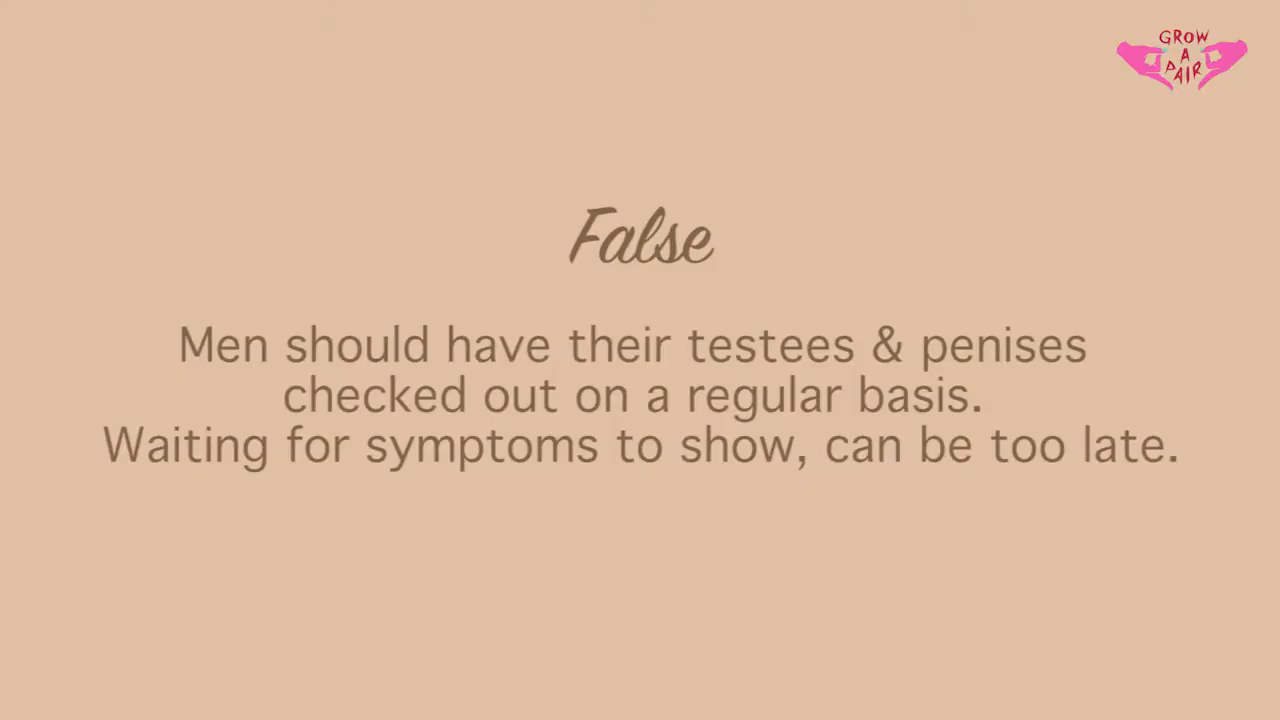 GROW
A
PAIR
False
Men should have their testees & penises
checked out on a regular basis.
Waiting for symptoms to show, can be too late.